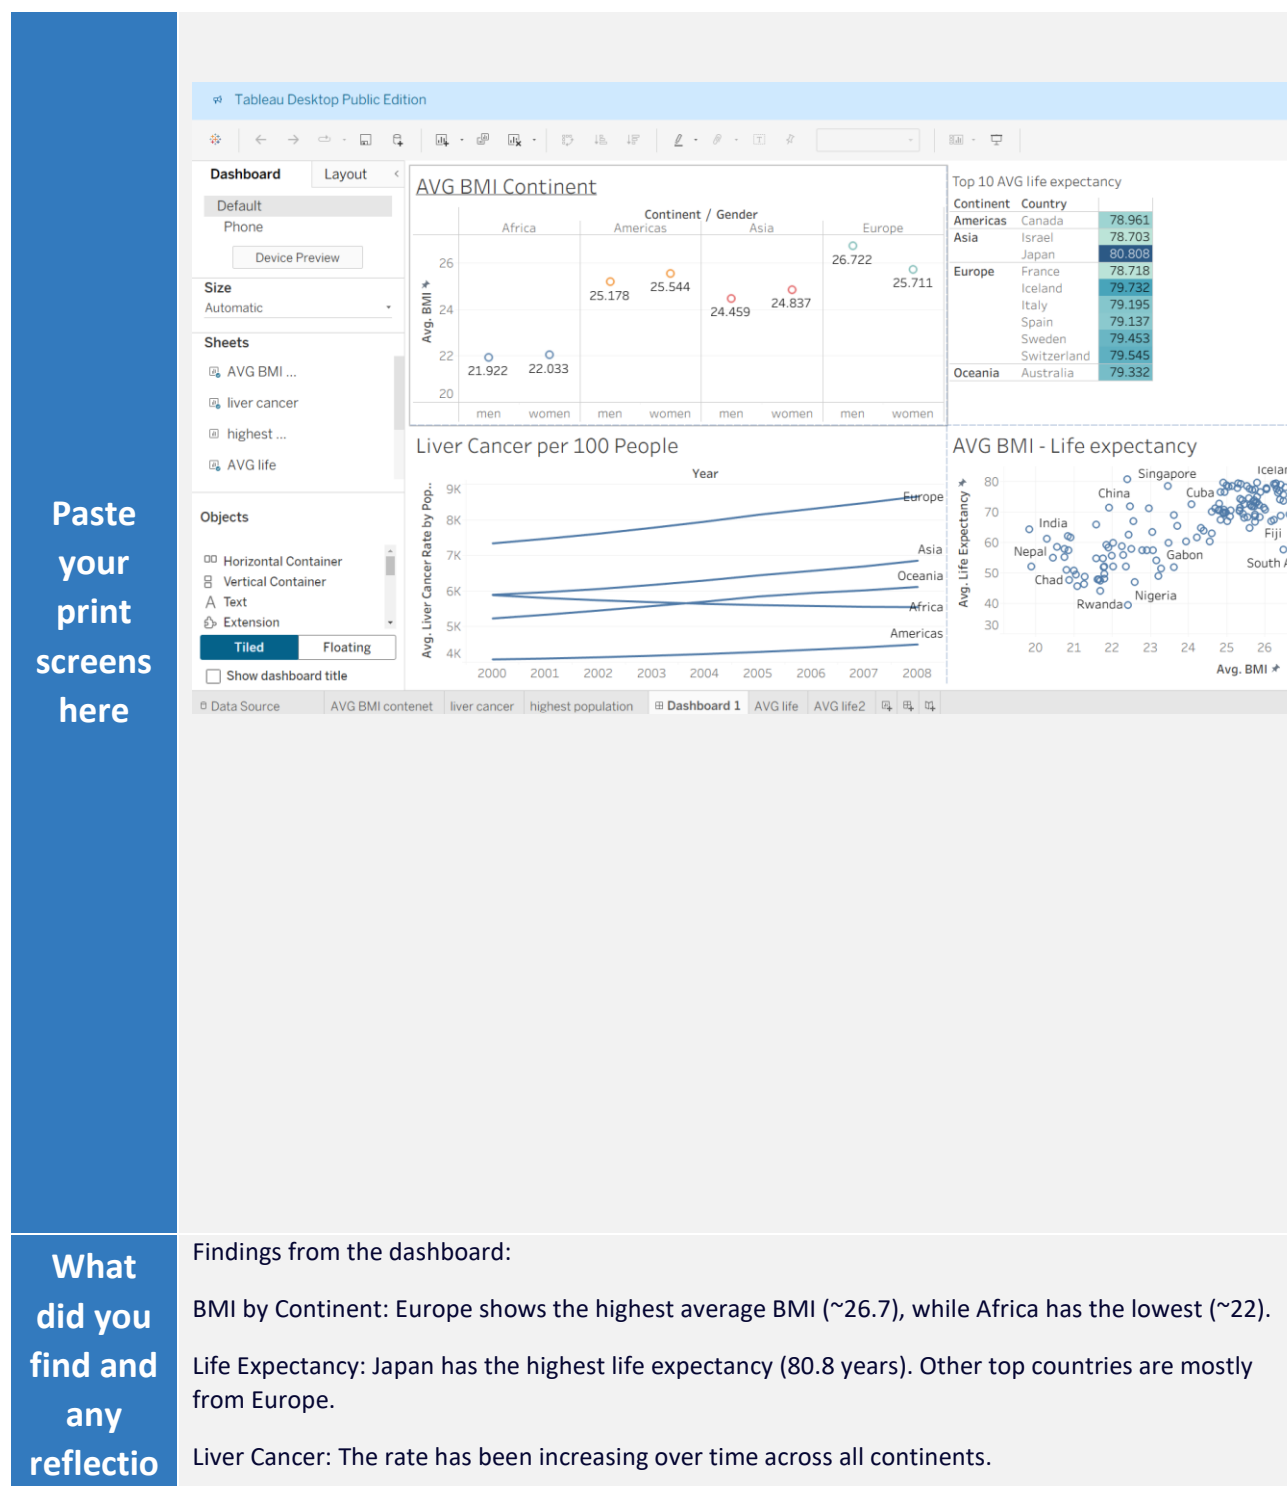 Paste
your
print
screens
here
Tableau Desktop Public Edition
Dashboard Layout
Default
Phone
Device Preview
Size
Automatic
Sheets
AVG BMI ...
liver cancer
highest ...
AVG life
Objects
Horizontal Container
Vertical Container
A Text
Extension
Tiled Floating
Show dashboard title
AVG BMI Continent
Continent / Gender
Africa Americas Asia Europe
Avg. BMI
26
24
22
20
21.922 22.033 25.178 25.544 24.459 24.837 26.722 25.711
men women men women men women men women
Top 10 AVG life expectancy
Continent Country
Americas Canada 78.961
Asia Israel 78.703
Japan 80.808
Europe France 78.718
Iceland 79.732
Italy 79.195
Spain 79.137
Sweden 79.453
Switzerland 79.545
Oceania Australia 79.332
Liver Cancer per 100 People
Year
Avg. Liver Cancer Rate by Pop..
9K
8K
7K
6K
5K
4K
Europe
Asia
Oceania
Africa
Americas
2000 2001 2002 2003 2004 2005 2006 2007 2008
AVG BMI - Life expectancy
Avg. Life Expectancy
80
70
60
50
40
30
Singapore Icelan
China Cuba
India Fiji
Nepal Gabon South A
Chad
Rwanda Nigeria
20 21 22 23 24 25 26
Avg. BMI
Data Source AVG BMI contenet liver cancer highest population Dashboard 1 AVG life AVG life2
What
did you
find and
any
reflectio
Findings from the dashboard:
BMI by Continent: Europe shows the highest average BMI (~26.7), while Africa has the lowest (~22).
Life Expectancy: Japan has the highest life expectancy (80.8 years). Other top countries are mostly
from Europe.
Liver Cancer: The rate has been increasing over time across all continents.